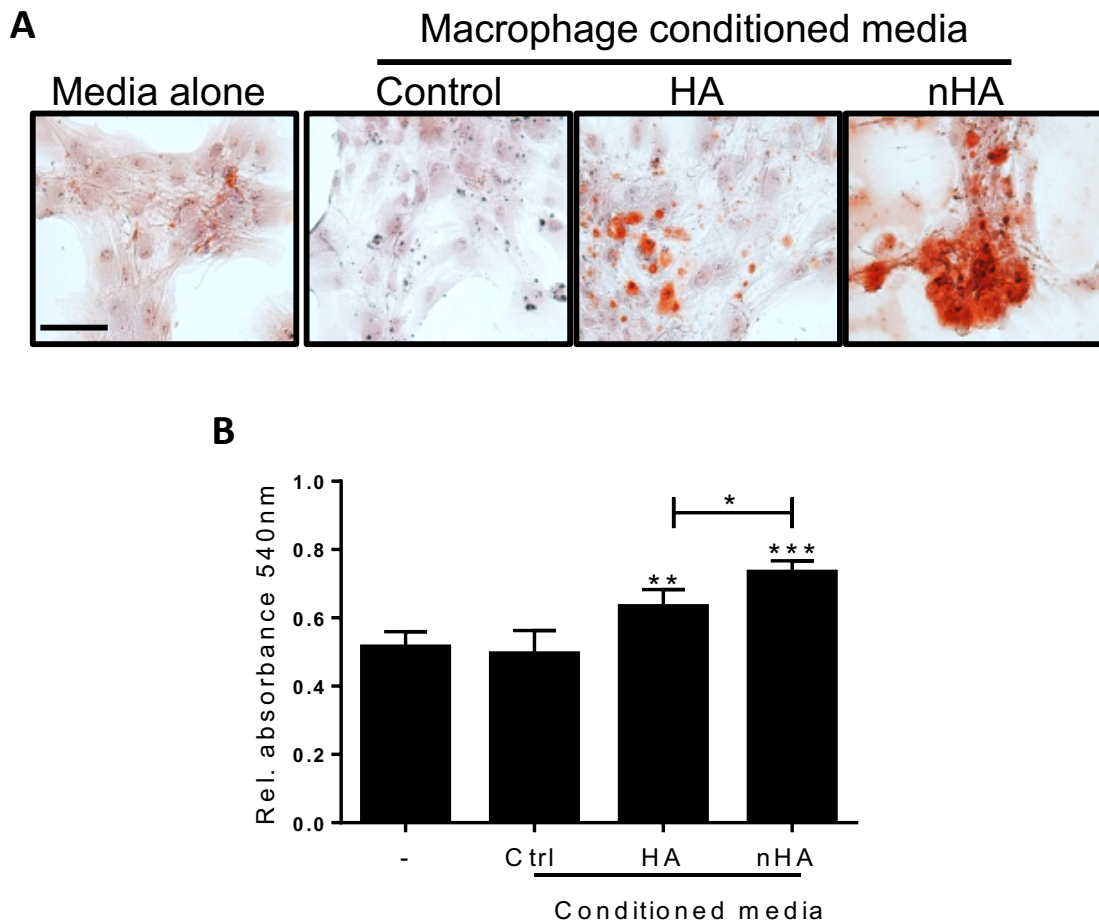 A
Macrophage conditioned media
Media alone Control HA nHA
B
Rel. absorbance 540nm
1.0
0.8
0.6
0.4
0.2
0.0
*
** ***
- Ctrl HA nHA
Conditioned media